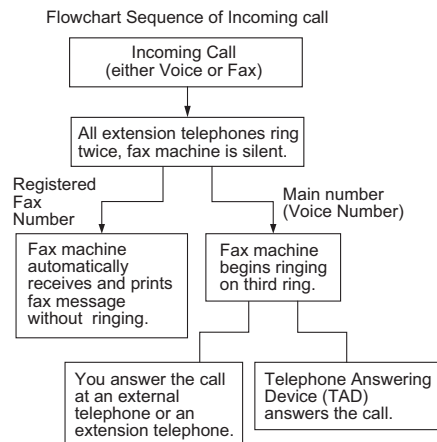 Flowchart Sequence of Incoming call
Incoming Call
(either Voice or Fax)
All extension telephones ring
twice, fax machine is silent.
Registered
Fax
Number
Main number
(Voice Number)
Fax machine
automatically
receives and prints
fax message
without ringing.
Fax machine
begins ringing
on third ring.
You answer the call
at an external
telephone or an
extension telephone.
Telephone Answering
Device (TAD)
answers the call.